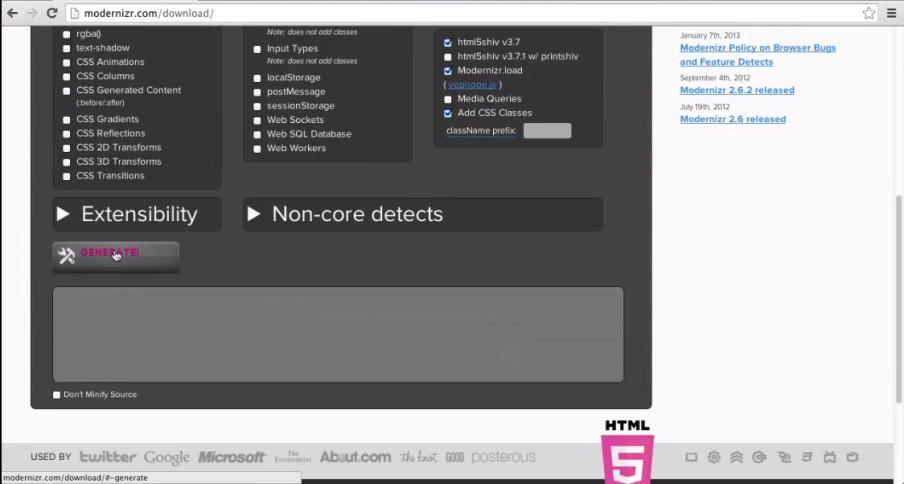 modernizr.com/download/
rgba()
text-shadow
CSS Animations
CSS Columns
CSS Generated Content
(:before/:after)
CSS Gradients
CSS Reflections
CSS 2D Transforms
CSS 3D Transforms
CSS Transitions
Note: does not add classes
Input Types
Note: does not add classes
localStorage
postMessage
sessionStorage
Web Sockets
Web SQL Database
Web Workers
html5shiv v3.7
html5shiv v3.7.1 w/ printshiv
Modernizr.load
( yepnope.js )
Media Queries
Add CSS Classes
className prefix:
January 7th, 2013
Modernizr Policy on Browser Bugs
and Feature Detects
September 4th, 2012
Modernizr 2.6.2 released
July 19th, 2012
Modernizr 2.6 released
Extensibility
Non-core detects
GENERATE!
Don't Minify Source
HTML
5
USED BY twitter Google Microsoft The Economist About.com the knot GOOD posterous
modernizr.com/download/#-generate